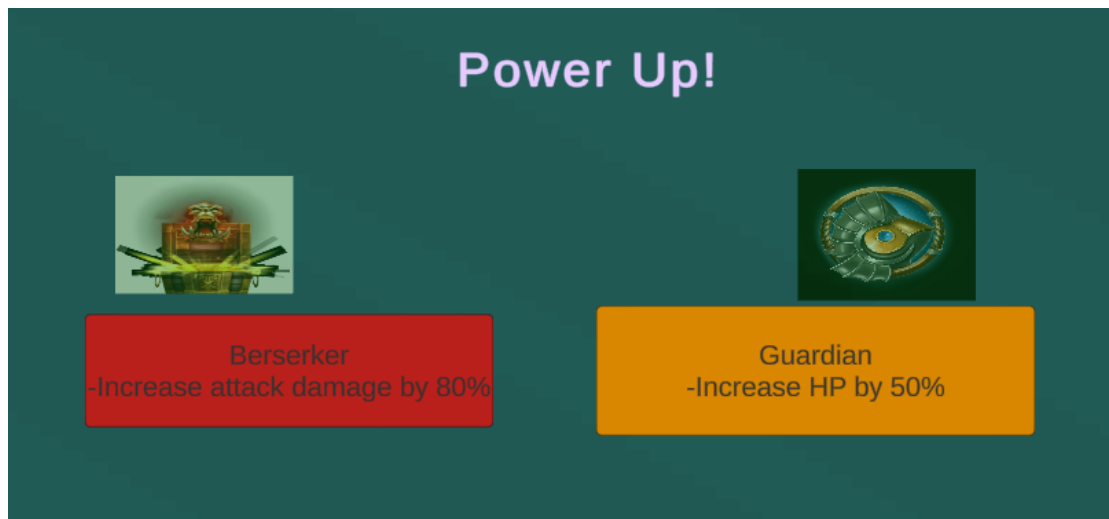 Power Up!
Berserker
-Increase attack damage by 80%
Guardian
-Increase HP by 50%